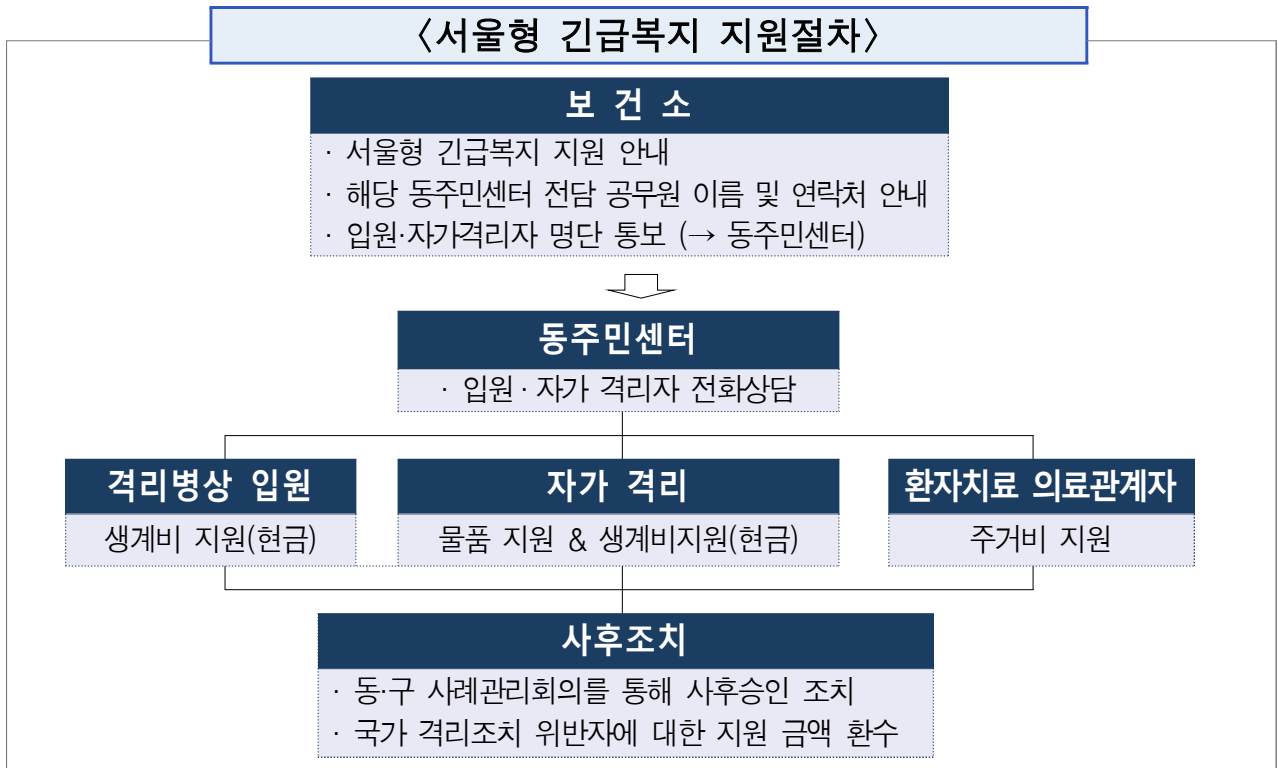 〈서울형 긴급복지 지원절차〉
보 건 소
· 서울형 긴급복지 지원 안내
· 해당 동주민센터 전담 공무원 이름 및 연락처 안내
· 입원·자가격리자 명단 통보 (→ 동주민센터)
동주민센터
· 입원 · 자가 격리자 전화상담
격리병상 입원
생계비 지원(현금)
자가 격리
물품 지원 & 생계비지원(현금)
환자치료 의료관계자
주거비 지원
사후조치
· 동·구 사례관리회의를 통해 사후승인 조치
· 국가 격리조치 위반자에 대한 지원 금액 환수